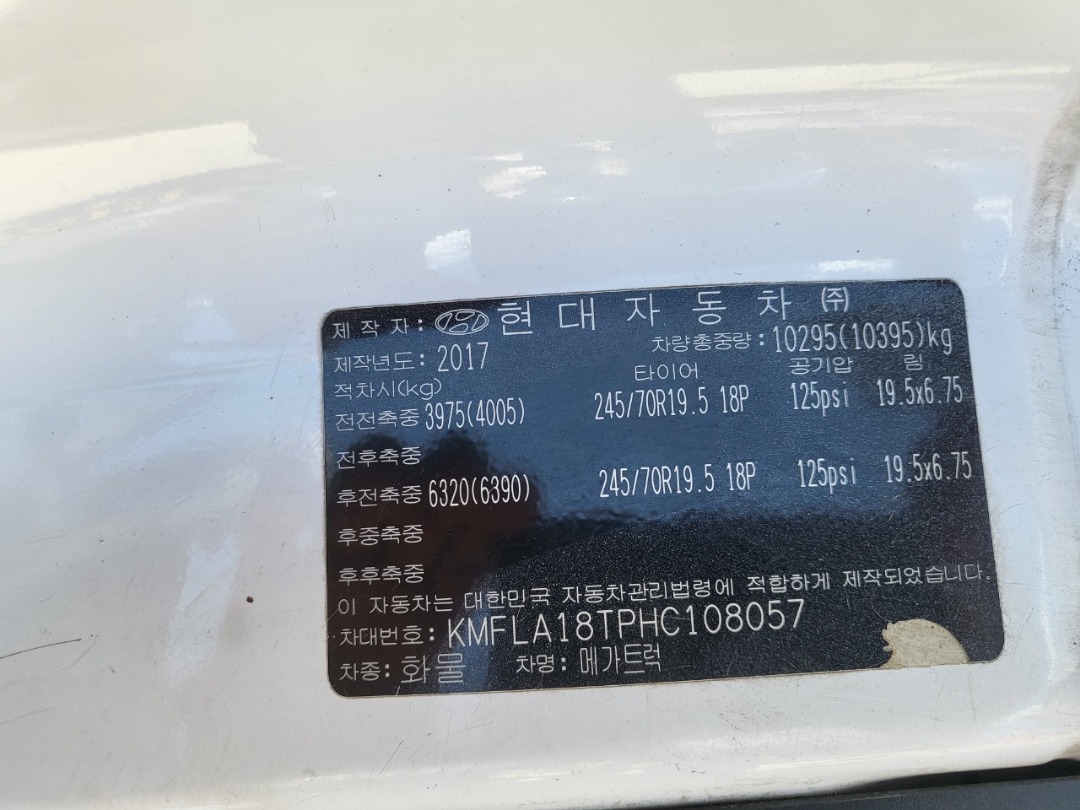 제작자: 현대자동차 ㈜
제작년도: 2017 차량총중량: 10295(10395)kg
적차시(kg) 타이어 공기압 림
전전축중 3975(4005) 245/70R19.5 18P 125psi 19.5x6.75
전후축중
후전축중 6320(6390) 245/70R19.5 18P 125psi 19.5x6.75
후중축중
후후축중
이 자동차는 대한민국 자동차관리법령에 적합하게 제작되었습니다.
차대번호: KMFLA18TPHC108057
차종: 화물 차명: 메가트럭